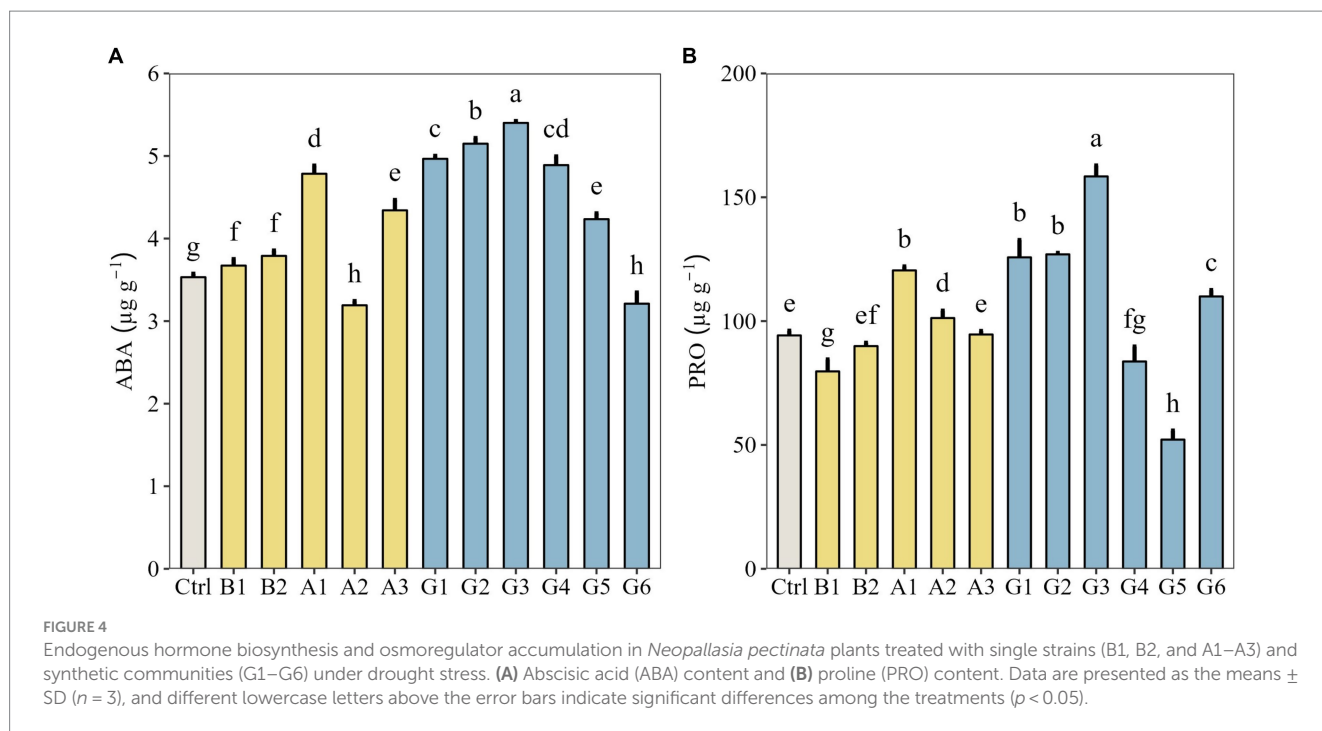 A
B
6
5
4
3
2
1
0
ABA (µg g⁻¹)
g
f
f
d
h
e
c
b
a
cd
e
h
Ctrl B1 B2 A1 A2 A3 G1 G2 G3 G4 G5 G6
200
150
100
50
0
PRO (µg g⁻¹)
e
g
ef
b
d
e
b
b
a
fg
h
c
Ctrl B1 B2 A1 A2 A3 G1 G2 G3 G4 G5 G6
FIGURE 4
Endogenous hormone biosynthesis and osmoregulator accumulation in Neopallasia pectinata plants treated with single strains (B1, B2, and A1–A3) and
synthetic communities (G1–G6) under drought stress. (A) Abscisic acid (ABA) content and (B) proline (PRO) content. Data are presented as the means ±
SD (n = 3), and different lowercase letters above the error bars indicate significant differences among the treatments (p < 0.05).